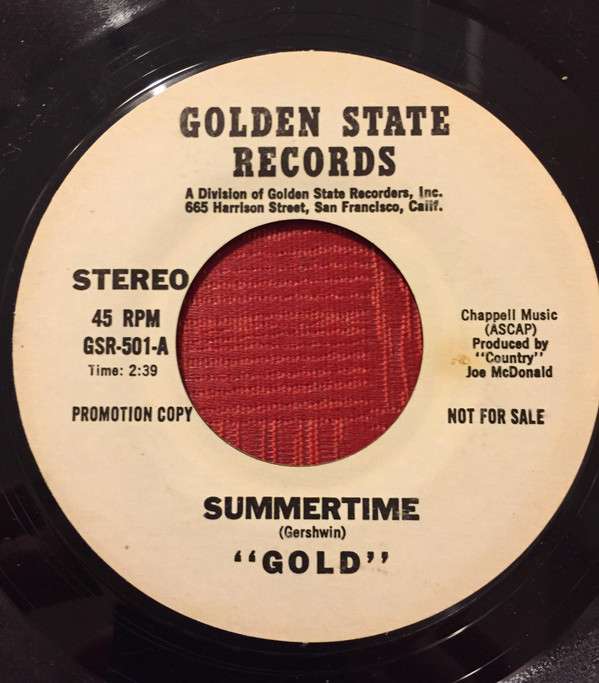 GOLDEN STATE
RECORDS
A Division of Golden State Recorders, Inc.
665 Harrison Street, San Francisco, Calif.
STEREO
45 RPM
GSR-501-A
Time: 2:39
PROMOTION COPY
Chappell Music
(ASCAP)
Produced by
"Country"
Joe McDonald
NOT FOR SALE
SUMMERTIME
(Gershwin)
"GOLD"